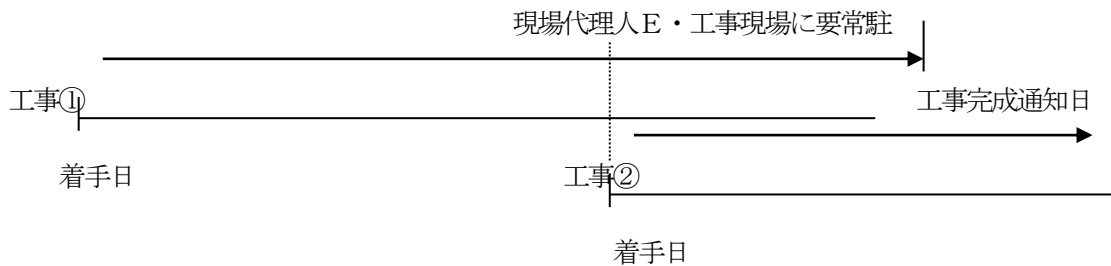 現場代理人E・工事現場に要常駐
工事①
工事完成通知日
着手日
工事②
着手日